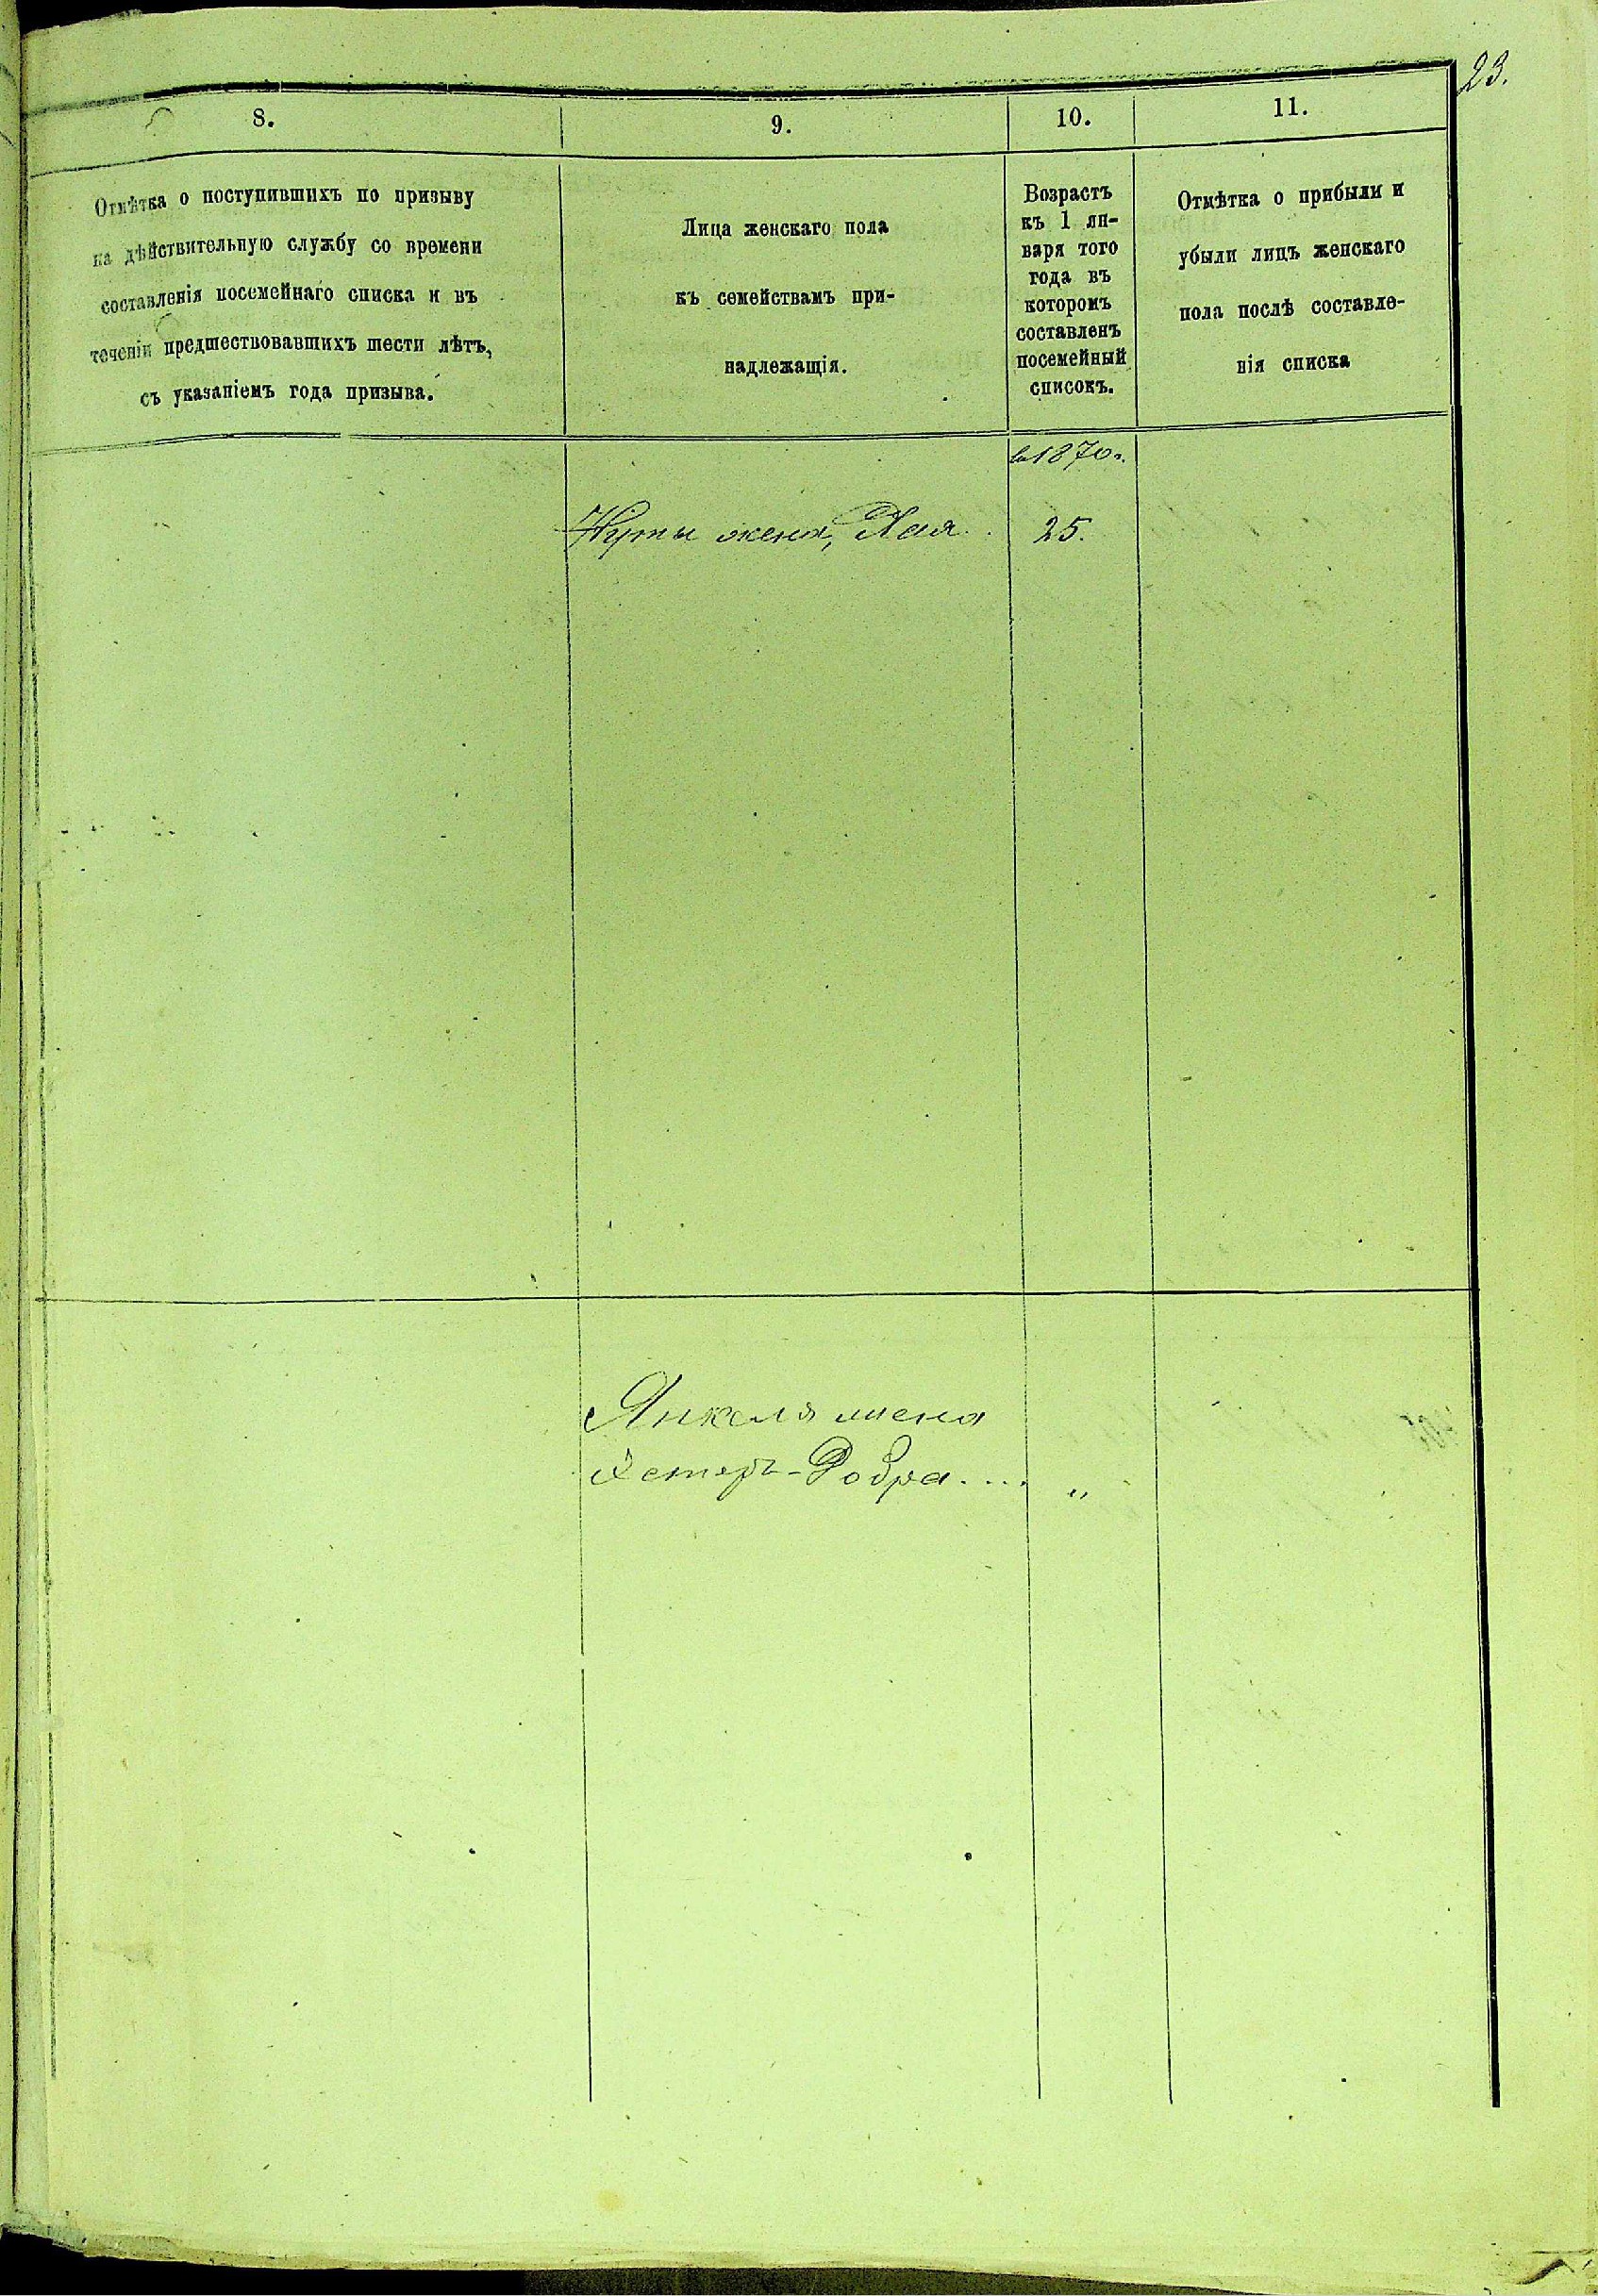 23.
8.
9.
10.
11.
Отмѣтка о поступившихъ по призыву
на дѣйствительную службу со времени
составленія посемейнаго списка и въ
теченіи предшествовавшихъ шести лѣтъ,
съ указаніемъ года призыва.
Лица женскаго пола
къ семействамъ при-
надлежащія.
Возрастъ
къ 1 ян-
варя того
года въ
которомъ
составленъ
посемейный
списокъ.
Отмѣтка о прибыли и
убыли лицъ женскаго
пола послѣ составле-
нія списка
въ 1870г.
Нуты жена, Хая. 25.
Янкеля жена
Эстеръ-Добра.... "